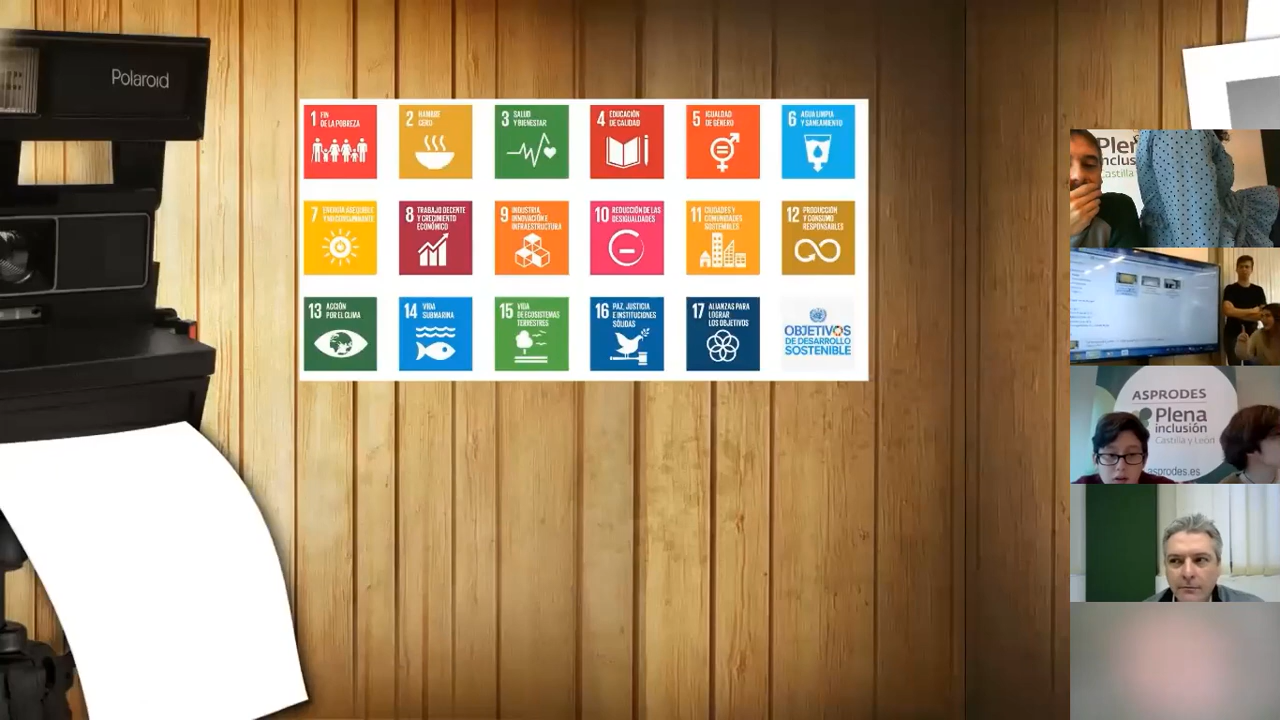 Polaroid
1 FIN
DE LA POBREZA
2 HAMBRE
CERO
3 SALUD
Y BIENESTAR
4 EDUCACIÓN
DE CALIDAD
5 IGUALDAD
DE GÉNERO
6 AGUA LIMPIA
Y SANEAMIENTO
7 ENERGÍA ASEQUIBLE
Y NO CONTAMINANTE
8 TRABAJO DECENTE
Y CRECIMIENTO
ECONÓMICO
9 INDUSTRIA,
INNOVACIÓN E
INFRAESTRUCTURA
10 REDUCCIÓN DE LAS
DESIGUALDADES
11 CIUDADES Y
COMUNIDADES
SOSTENIBLES
12 PRODUCCIÓN
Y CONSUMO
RESPONSABLES
13 ACCIÓN
POR EL CLIMA
14 VIDA
SUBMARINA
15 VIDA
DE ECOSISTEMAS
TERRESTRES
16 PAZ, JUSTICIA
E INSTITUCIONES
SÓLIDAS
17 ALIANZAS PARA
LOGRAR
LOS OBJETIVOS
OBJETIVOS
DE DESARROLLO
SOSTENIBLE
Plen
inclus
Castilla
ASPRODES
Plena
inclusión
Castilla y León
asprodes.es